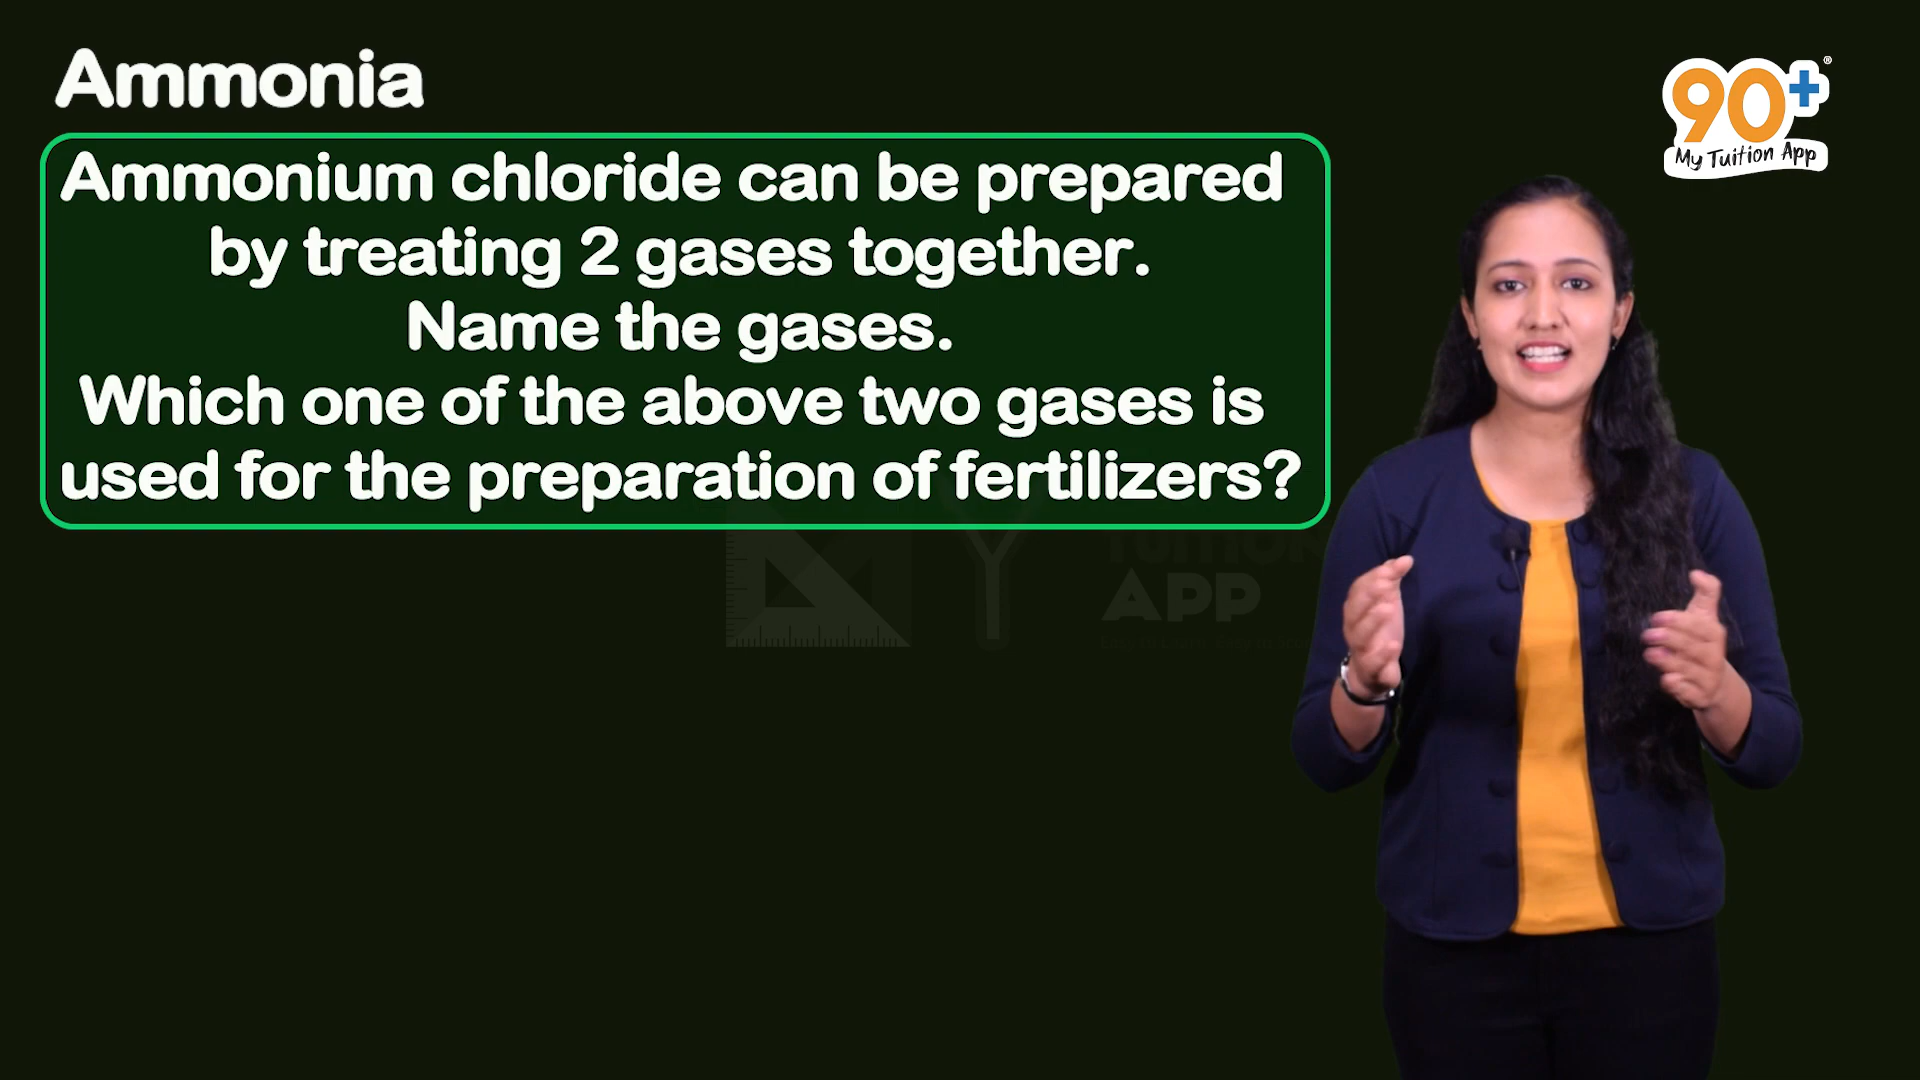 Ammonia
90+
My Tuition App
Ammonium chloride can be prepared
by treating 2 gases together.
Name the gases.
Which one of the above two gases is
used for the preparation of fertilizers?
Tuition
APP